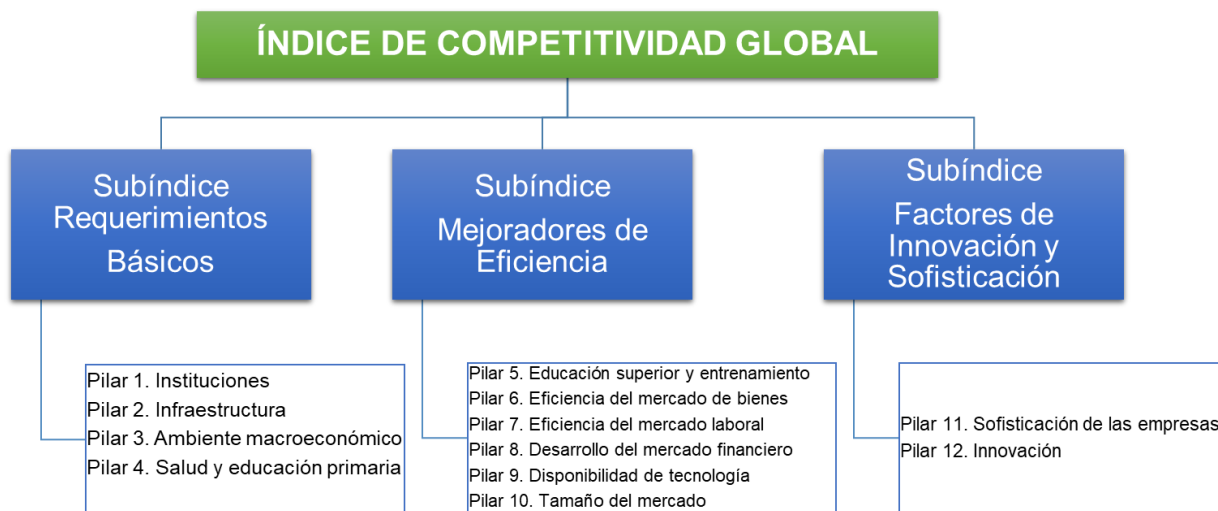 ÍNDICE DE COMPETITIVIDAD GLOBAL
Subíndice
Requerimientos
Básicos
Subíndice
Mejoradores de
Eficiencia
Subíndice
Factores de
Innovación y
Sofisticación
Pilar 1. Instituciones
Pilar 2. Infraestructura
Pilar 3. Ambiente macroeconómico
Pilar 4. Salud y educación primaria
Pilar 5. Educación superior y entrenamiento
Pilar 6. Eficiencia del mercado de bienes
Pilar 7. Eficiencia del mercado laboral
Pilar 8. Desarrollo del mercado financiero
Pilar 9. Disponibilidad de tecnología
Pilar 10. Tamaño del mercado
Pilar 11. Sofisticación de las empresas
Pilar 12. Innovación